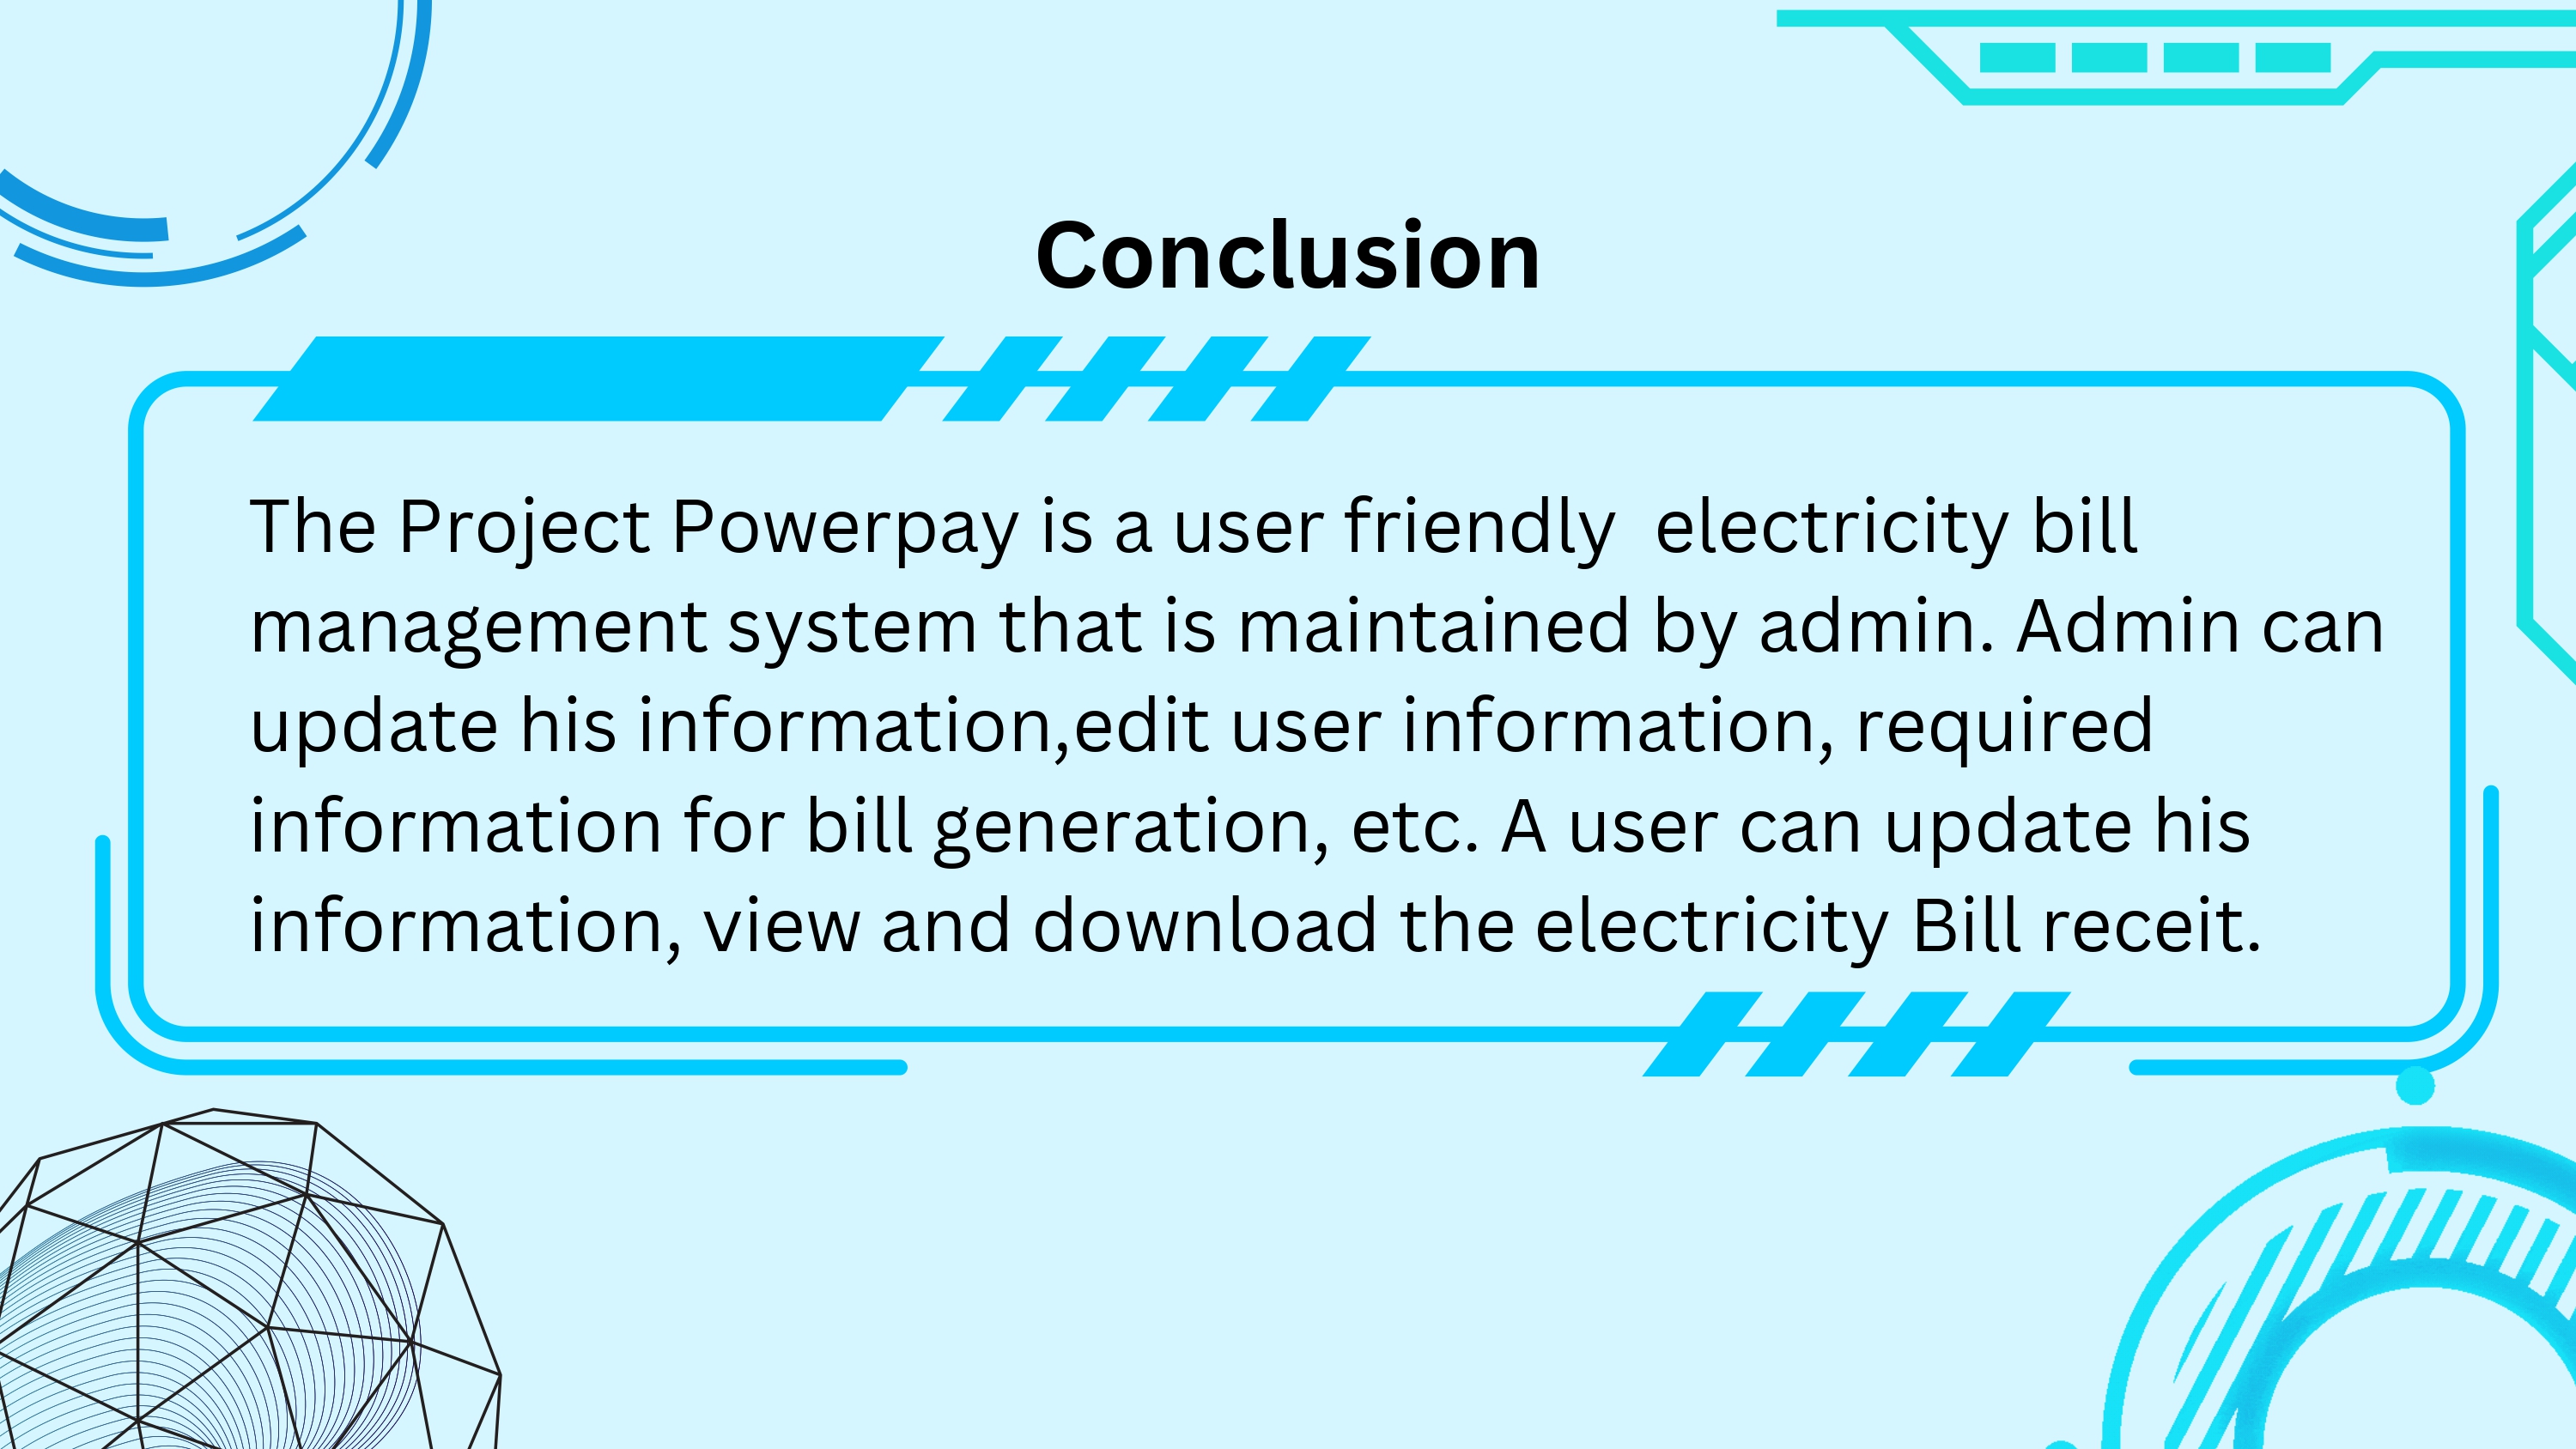 Conclusion
The Project Powerpay is a user friendly  electricity bill
management system that is maintained by admin. Admin can
update his information,edit user information, required
information for bill generation, etc. A user can update his
information, view and download the electricity Bill receit.